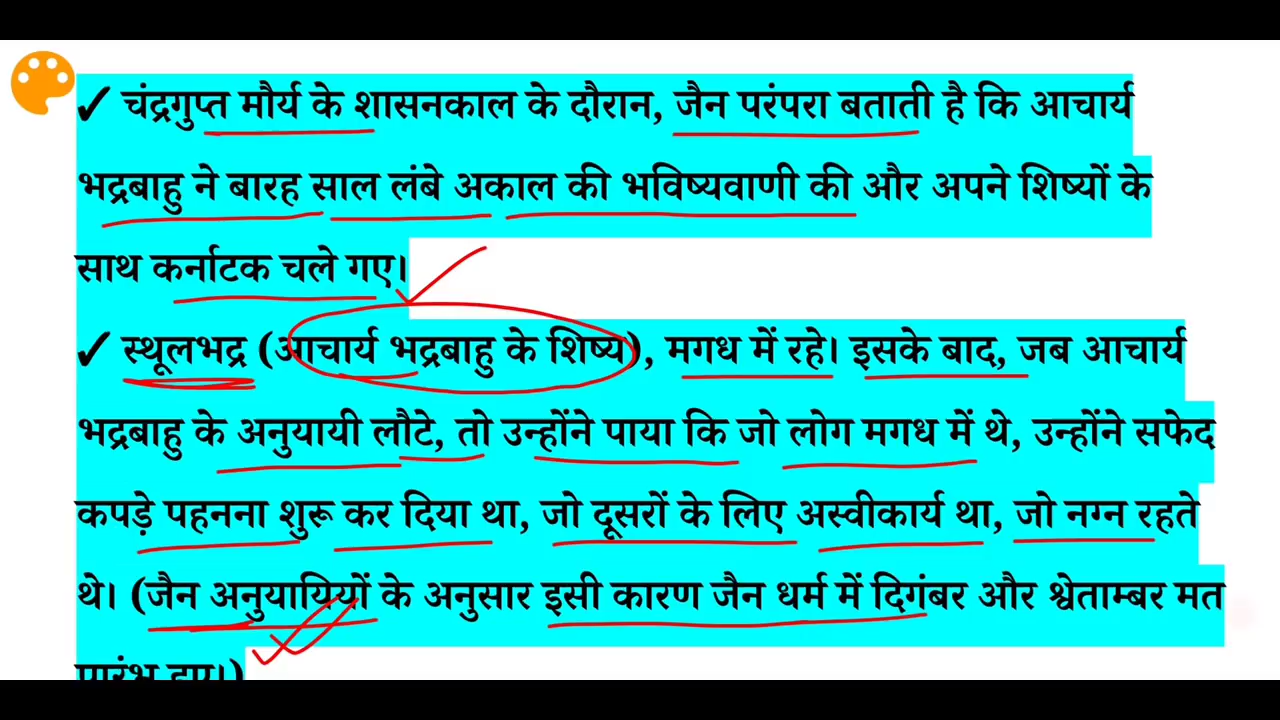 ✓ चंद्रगुप्त मौर्य के शासनकाल के दौरान, जैन परंपरा बताती है कि आचार्य
भद्रबाहु ने बारह साल लंबे अकाल की भविष्यवाणी की और अपने शिष्यों के
साथ कर्नाटक चले गए।
✓ स्थूलभद्र (आचार्य भद्रबाहु के शिष्य), मगध में रहे। इसके बाद, जब आचार्य
भद्रबाहु के अनुयायी लौटे, तो उन्होंने पाया कि जो लोग मगध में थे, उन्होंने सफेद
कपड़े पहनना शुरू कर दिया था, जो दूसरों के लिए अस्वीकार्य था, जो नग्न रहते
थे। (जैन अनुयायियों के अनुसार इसी कारण जैन धर्म में दिगंबर और श्वेताम्बर मत
प्रारंभ हुए।)